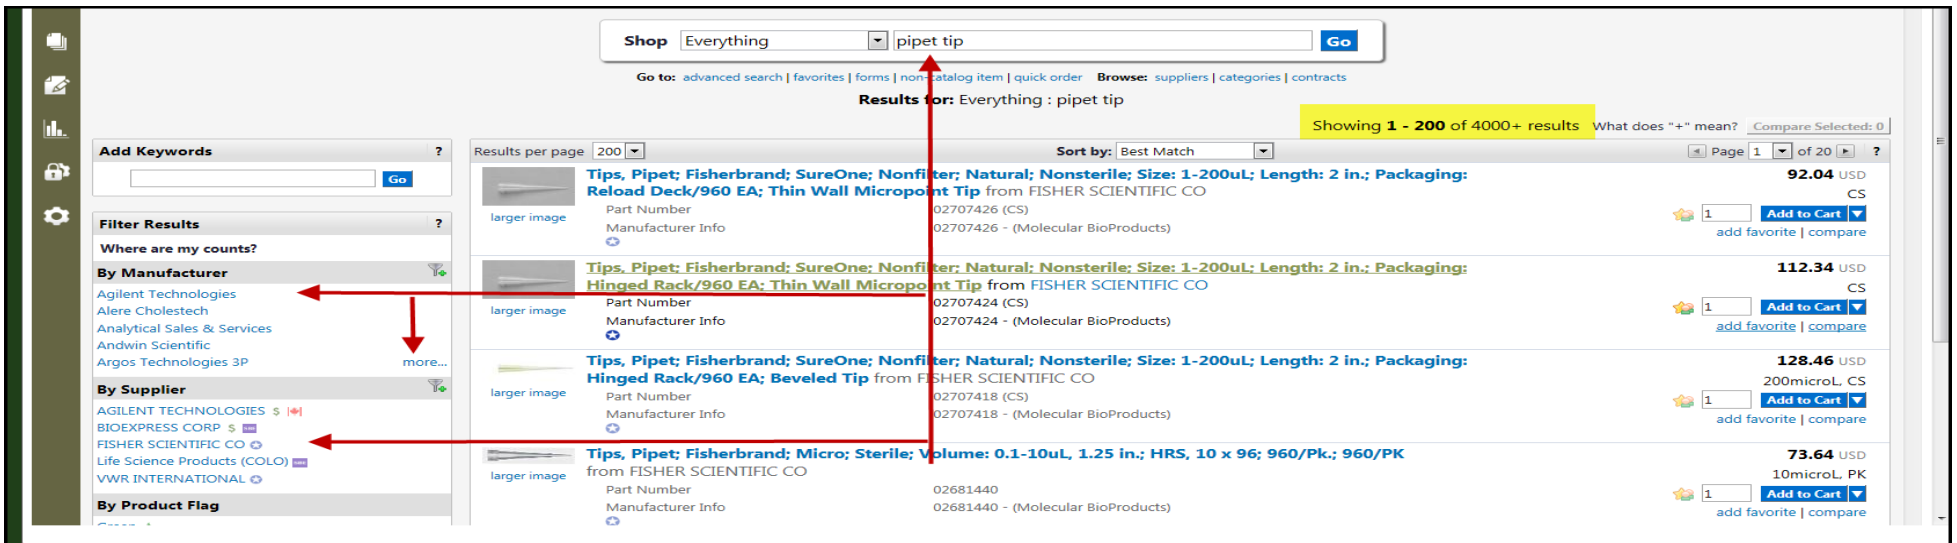 Shop Everything pipet tip Go
Go to: advanced search | favorites | forms | non-catalog item | quick order Browse: suppliers | categories | contracts
Results for: Everything : pipet tip
Showing 1 - 200 of 4000+ results What does "+" mean? Compare Selected: 0
Add Keywords ?
Go
Filter Results ?
Where are my counts?
By Manufacturer
Agilent Technologies
Alere Cholestech
Analytical Sales & Services
Andwin Scientific
Argos Technologies 3P more...
By Supplier
AGILENT TECHNOLOGIES $
BIOEXPRESS CORP $
FISHER SCIENTIFIC CO
Life Science Products (COLO)
VWR INTERNATIONAL
By Product Flag
Results per page 200 Sort by: Best Match Page 1 of 20 ?
Tips, Pipet; Fisherbrand; SureOne; Nonfilter; Natural; Nonsterile; Size: 1-200uL; Length: 2 in.; Packaging: 92.04 USD
Reload Deck/960 EA; Thin Wall Micropoint Tip from FISHER SCIENTIFIC CO CS
larger image Part Number 02707426 (CS) 1 Add to Cart
Manufacturer Info 02707426 - (Molecular BioProducts) add favorite | compare
Tips, Pipet; Fisherbrand; SureOne; Nonfilter; Natural; Nonsterile; Size: 1-200uL; Length: 2 in.; Packaging: 112.34 USD
Hinged Rack/960 EA; Thin Wall Micropoint Tip from FISHER SCIENTIFIC CO CS
larger image Part Number 02707424 (CS) 1 Add to Cart
Manufacturer Info 02707424 - (Molecular BioProducts) add favorite | compare
Tips, Pipet; Fisherbrand; SureOne; Nonfilter; Natural; Nonsterile; Size: 1-200uL; Length: 2 in.; Packaging: 128.46 USD
Hinged Rack/960 EA; Beveled Tip from FISHER SCIENTIFIC CO 200microL, CS
larger image Part Number 02707418 (CS) 1 Add to Cart
Manufacturer Info 02707418 - (Molecular BioProducts) add favorite | compare
Tips, Pipet; Fisherbrand; Micro; Sterile; Volume: 0.1-10uL, 1.25 in.; HRS, 10 x 96; 960/Pk.; 960/PK 73.64 USD
from FISHER SCIENTIFIC CO 10microL, PK
larger image Part Number 02681440 1 Add to Cart
Manufacturer Info 02681440 - (Molecular BioProducts) add favorite | compare